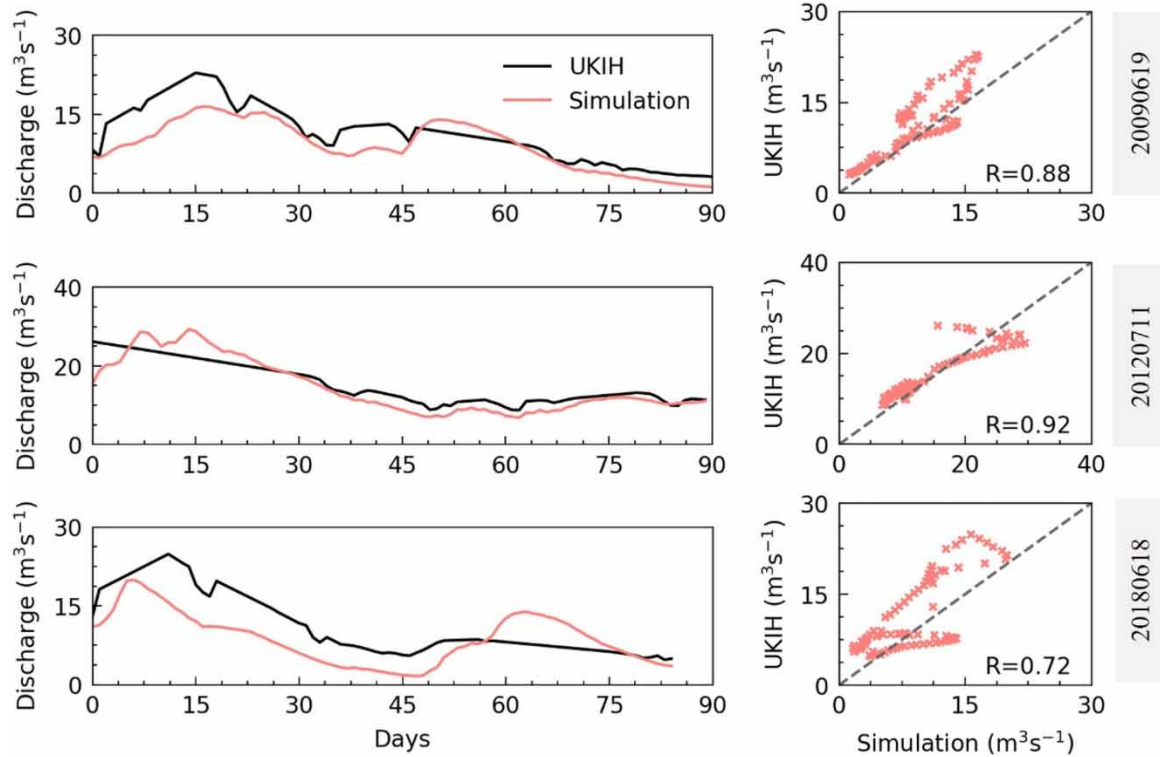 Discharge (m³s⁻¹)
30
15
0
UKIH
Simulation
0 15 30 45 60 75 90
UKIH (m³s⁻¹)
30
15
0
R=0.88
0 15 30
20090619
Discharge (m³s⁻¹)
40
20
0
0 15 30 45 60 75 90
UKIH (m³s⁻¹)
40
20
0
R=0.92
0 20 40
20120711
Discharge (m³s⁻¹)
30
15
0
0 15 30 45 60 75 90
Days
UKIH (m³s⁻¹)
30
15
0
R=0.72
0 15 30
Simulation (m³s⁻¹)
20180618